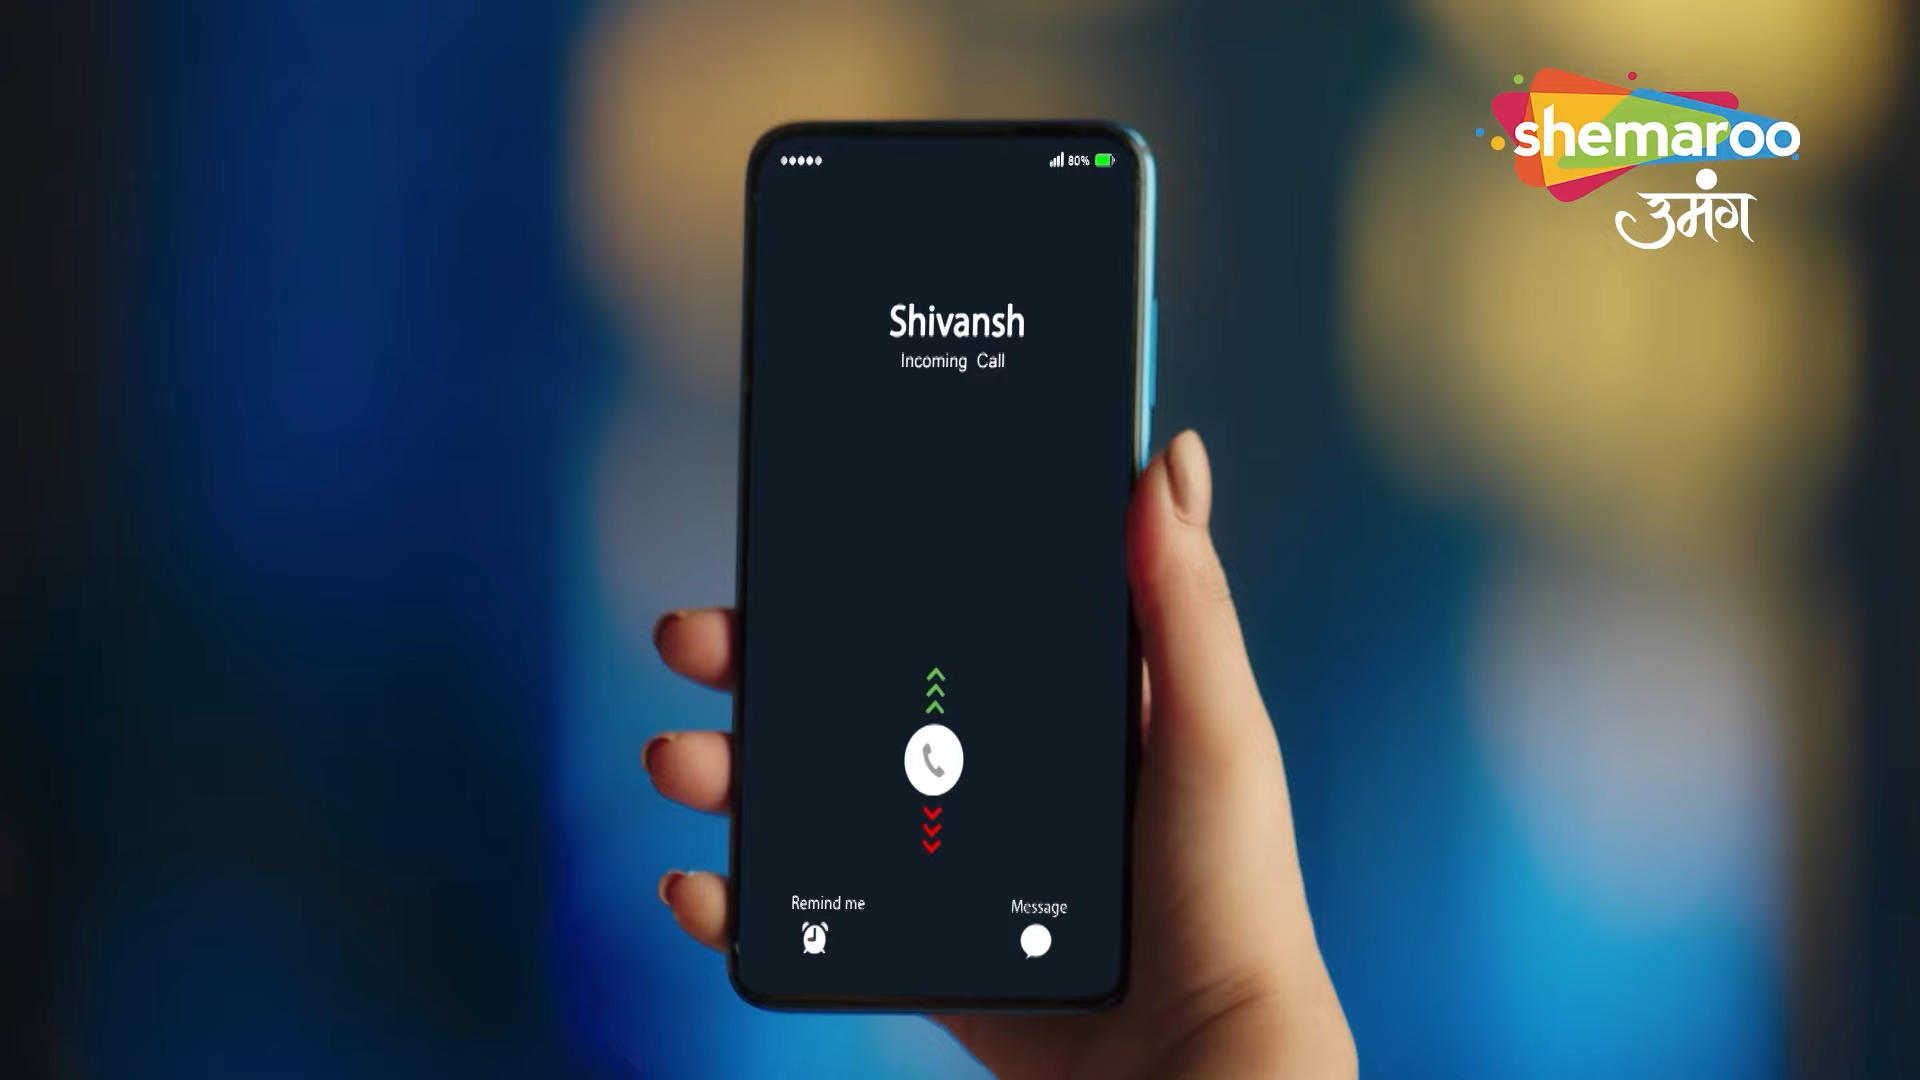 80%
shemaroo
उमंग
Shivansh
Incoming Call
Remind me
Message